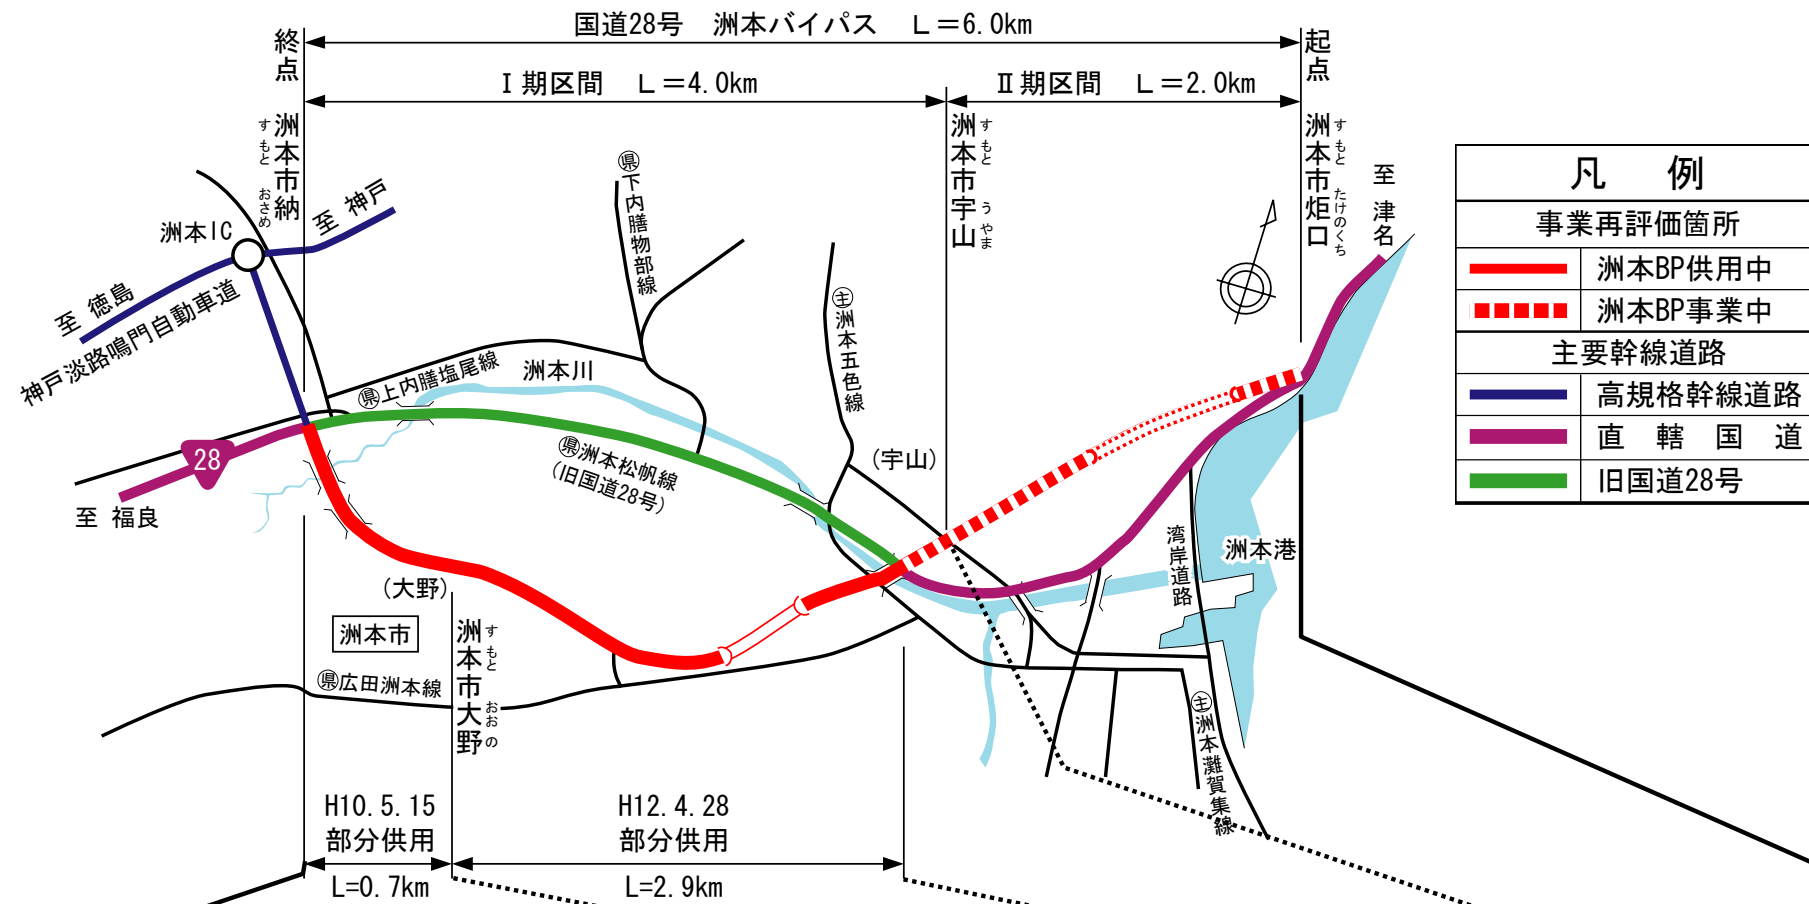 国道28号 洲本バイパス L=6.0km
Ⅰ期区間 L=4.0km
Ⅱ期区間 L=2.0km
終点
起点
洲本市納
すもと おさめ
洲本市宇山
すもと うやま
洲本市炬口
すもと たけのくち
至 津名
洲本IC
至 神戸
至 徳島
神戸淡路鳴門自動車道
㊩下内膳物部線
㊩上内膳塩尾線
洲本川
主洲本五色線
県洲本松帆線
(旧国道28号)
(宇山)
28
至 福良
(大野)
洲本市
県広田洲本線
洲本市大野
すもと おおの
湾岸道路
洲本港
主洲本灘賀集線
H10.5.15
部分供用
L=0.7km
H12.4.28
部分供用
L=2.9km
凡 例
事業再評価箇所
洲本BP供用中
洲本BP事業中
主要幹線道路
高規格幹線道路
直轄国道
旧国道28号